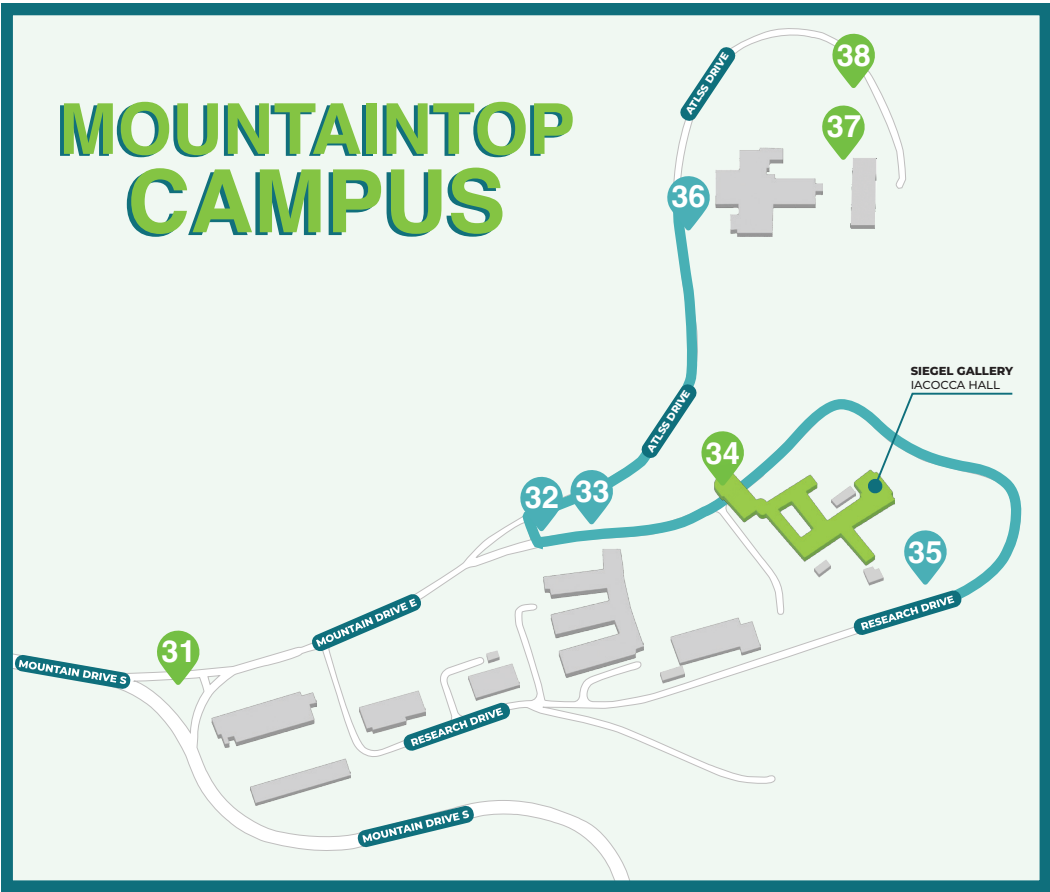 MOUNTAINTOP
CAMPUS
ATLSS DRIVE
38
37
36
SIEGEL GALLERY
IACOCCA HALL
ATLSS DRIVE
34
32
33
35
RESEARCH DRIVE
MOUNTAIN DRIVE E
31
MOUNTAIN DRIVE S
RESEARCH DRIVE
MOUNTAIN DRIVE S